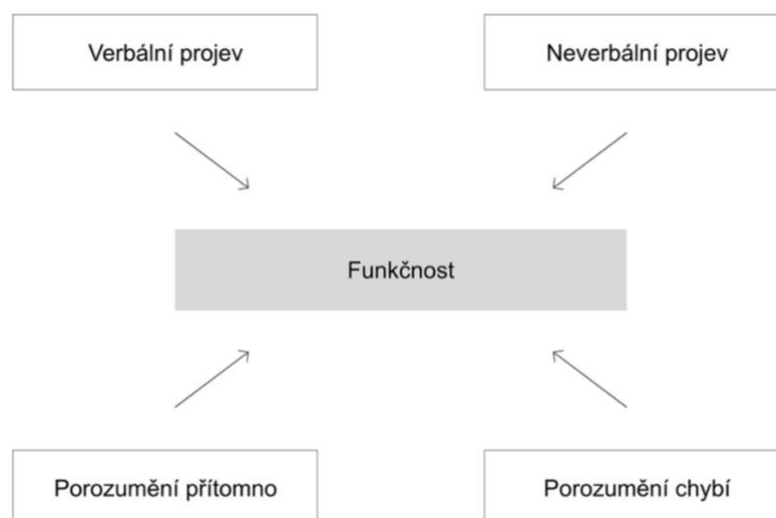 Verbální projev
Neverbální projev
Funkčnost
Porozumění přítomno
Porozumění chybí